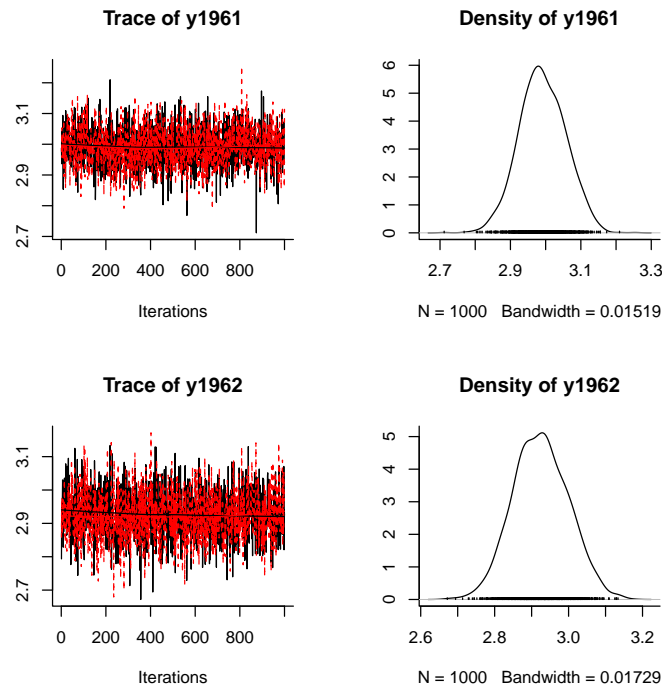 Trace of y1961
2.7 2.9 3.1
0 200 400 600 800
Iterations
Density of y1961
0 1 2 3 4 5 6
2.7 2.9 3.1 3.3
N = 1000 Bandwidth = 0.01519
Trace of y1962
2.7 2.9 3.1
0 200 400 600 800
Iterations
Density of y1962
0 1 2 3 4 5
2.6 2.8 3.0 3.2
N = 1000 Bandwidth = 0.01729